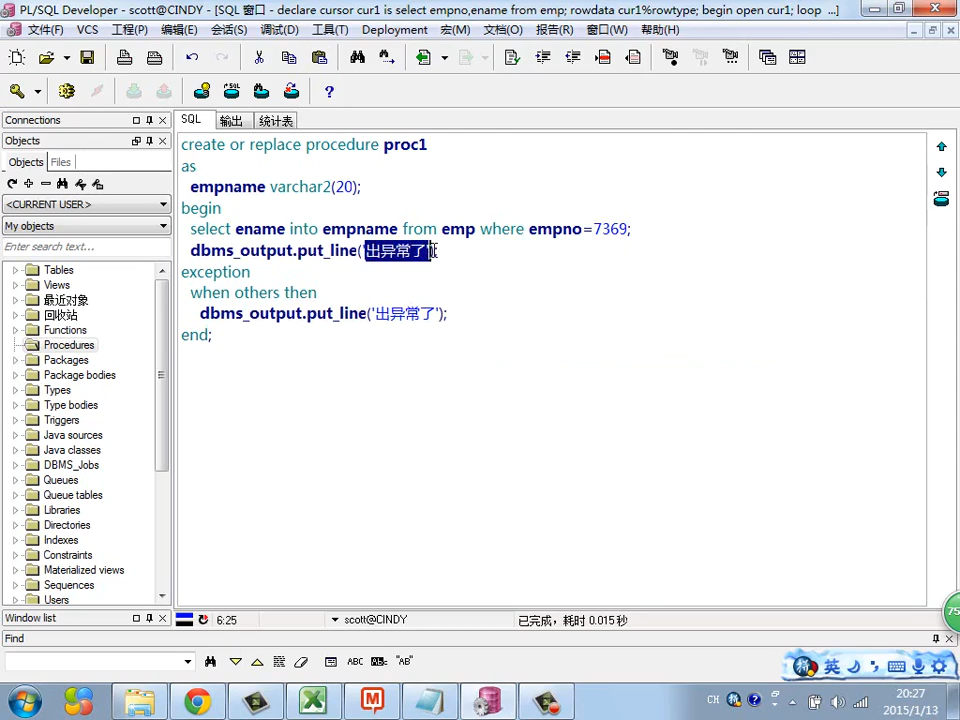 PL/SQL Developer - scott@CINDY - [SQL 窗口 - declare cursor cur1 is select empno,ename from emp; rowdata cur1%rowtype; begin open cur1; loop ...]
文件(F) VCS 工程(P) 编辑(E) 会话(S) 调试(D) 工具(T) Deployment 宏(M) 文档(O) 报告(R) 窗口(W) 帮助(H)
SQL
Connections
SQL 输出 统计表
Objects
Objects Files
<CURRENT USER>
My objects
Enter search text...
Tables
Views
最近对象
回收站
Functions
Procedures
Packages
Package bodies
Types
Type bodies
Triggers
Java sources
Java classes
DBMS_Jobs
Queues
Queue tables
Libraries
Directories
Indexes
Constraints
Materialized views
Sequences
Users
create or replace procedure proc1
as
empname varchar2(20);
begin
select ename into empname from emp where empno=7369;
dbms_output.put_line('出异常了'
exception
when others then
dbms_output.put_line('出异常了');
end;
75
Window list
6:25 scott@CINDY 已完成，耗时 0.015 秒
Find
ABC "AB"
英
CH
20:27
2015/1/13